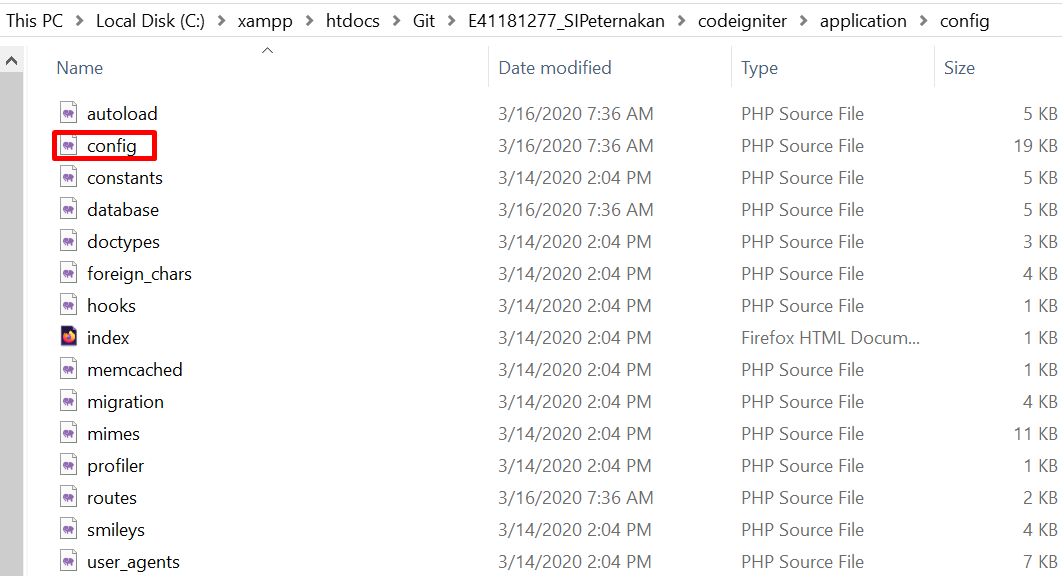 This PC > Local Disk (C:) > xampp > htdocs > Git > E41181277_SIPeternakan > codeigniter > application > config
Name Date modified Type Size
autoload 3/16/2020 7:36 AM PHP Source File 5 KB
config 3/16/2020 7:36 AM PHP Source File 19 KB
constants 3/14/2020 2:04 PM PHP Source File 5 KB
database 3/16/2020 7:36 AM PHP Source File 5 KB
doctypes 3/14/2020 2:04 PM PHP Source File 3 KB
foreign_chars 3/14/2020 2:04 PM PHP Source File 4 KB
hooks 3/14/2020 2:04 PM PHP Source File 1 KB
index 3/14/2020 2:04 PM Firefox HTML Docum... 1 KB
memcached 3/14/2020 2:04 PM PHP Source File 1 KB
migration 3/14/2020 2:04 PM PHP Source File 4 KB
mimes 3/14/2020 2:04 PM PHP Source File 11 KB
profiler 3/14/2020 2:04 PM PHP Source File 1 KB
routes 3/16/2020 7:36 AM PHP Source File 2 KB
smileys 3/14/2020 2:04 PM PHP Source File 4 KB
user_agents 3/14/2020 2:04 PM PHP Source File 7 KB